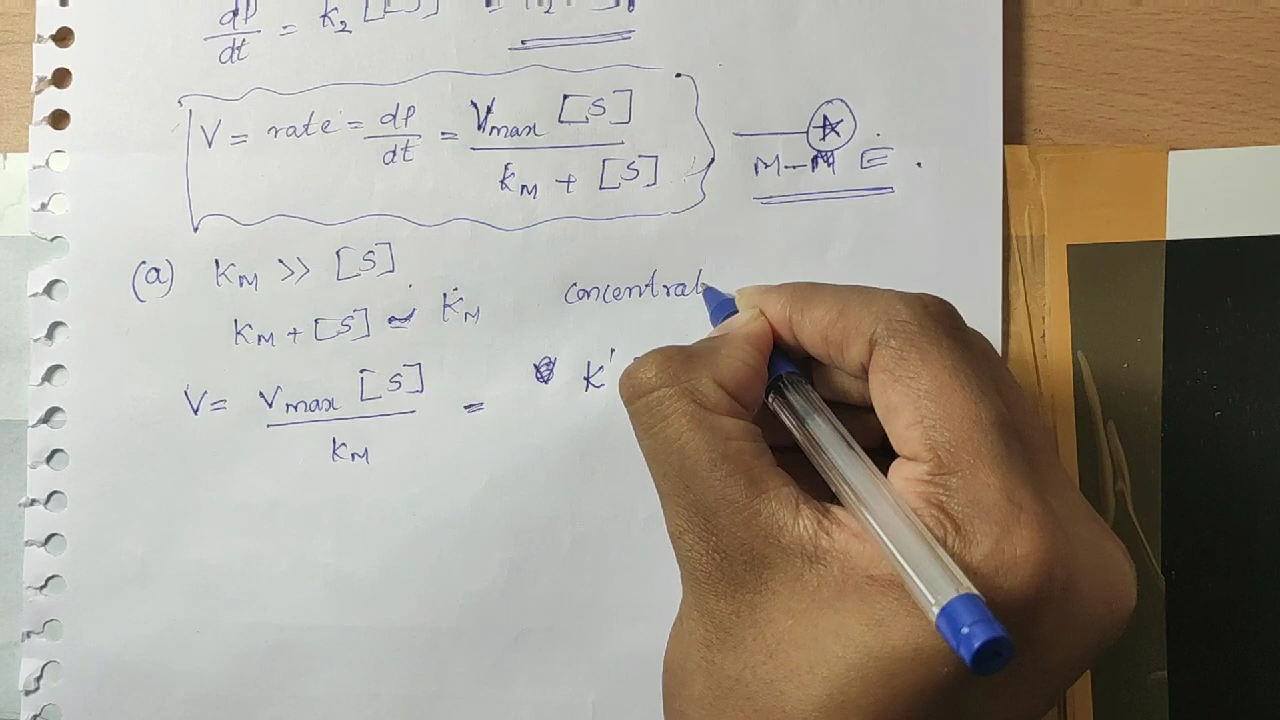 dP/dt = k₂
V = rate = dP/dt = Vmax [S] / kM + [S]
M-M E.
(a) KM >> [S]
KM + [S] ≃ KM
concentrat
V = Vmax [S] / KM = K'